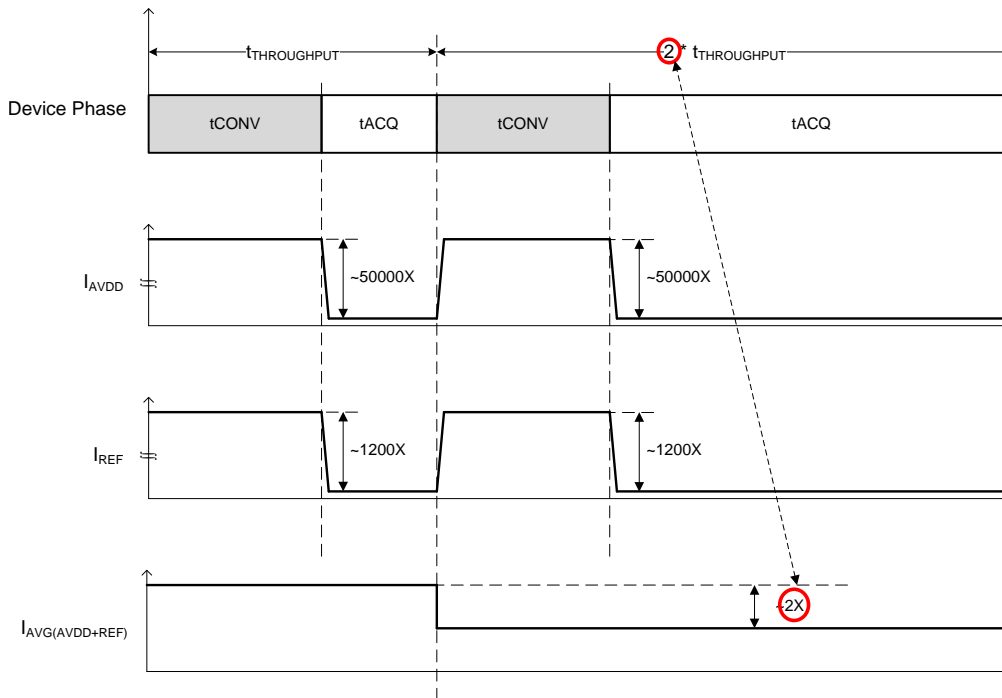 tTHROUGHPUT
2 * tTHROUGHPUT
Device Phase
tCONV
tACQ
tCONV
tACQ
IAVDD
~50000X
~50000X
IREF
~1200X
~1200X
IAVG(AVDD+REF)
~2X